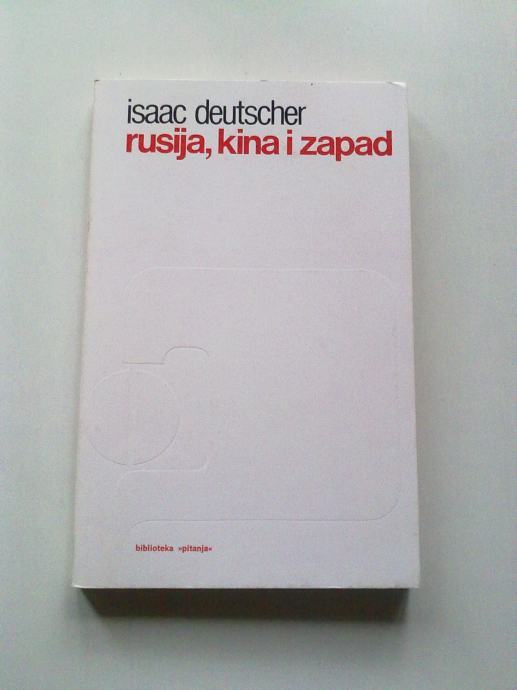 isaac deutscher
rusija, kina i zapad
biblioteka »pitanja«